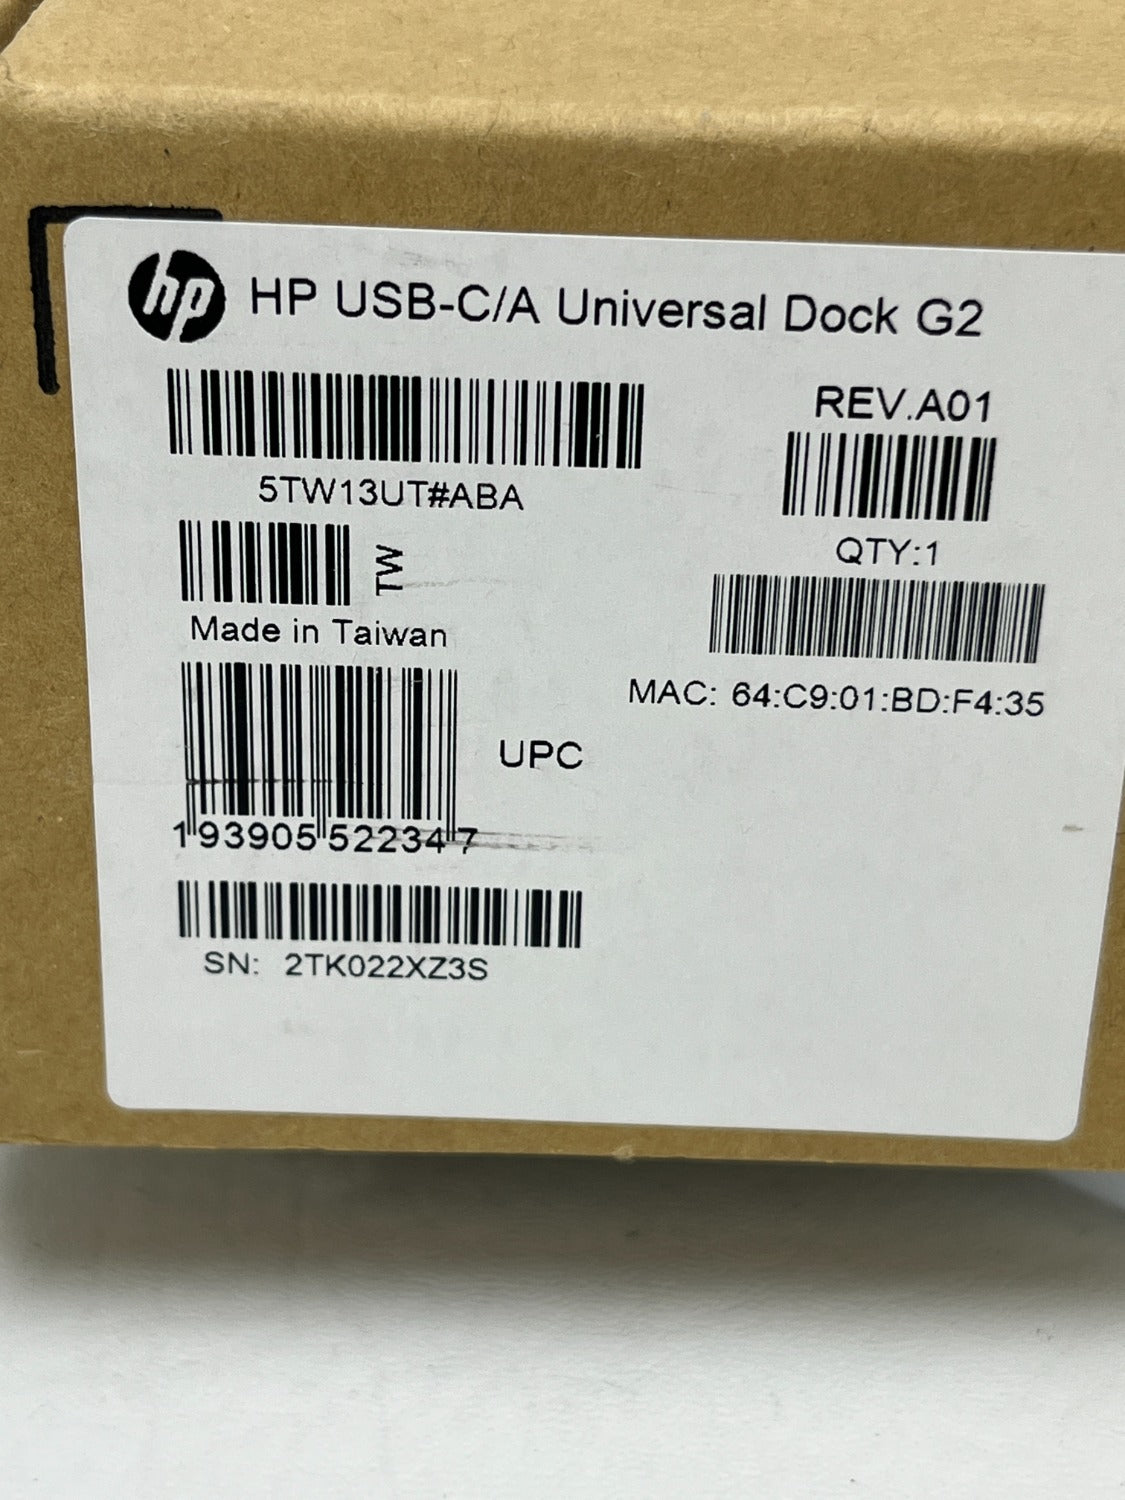 hp HP USB-C/A Universal Dock G2
REV.A01
5TW13UT#ABA
QTY:1
TW
Made in Taiwan
MAC: 64:C9:01:BD:F4:35
UPC
1 93905 52234 7
SN: 2TK022XZ3S